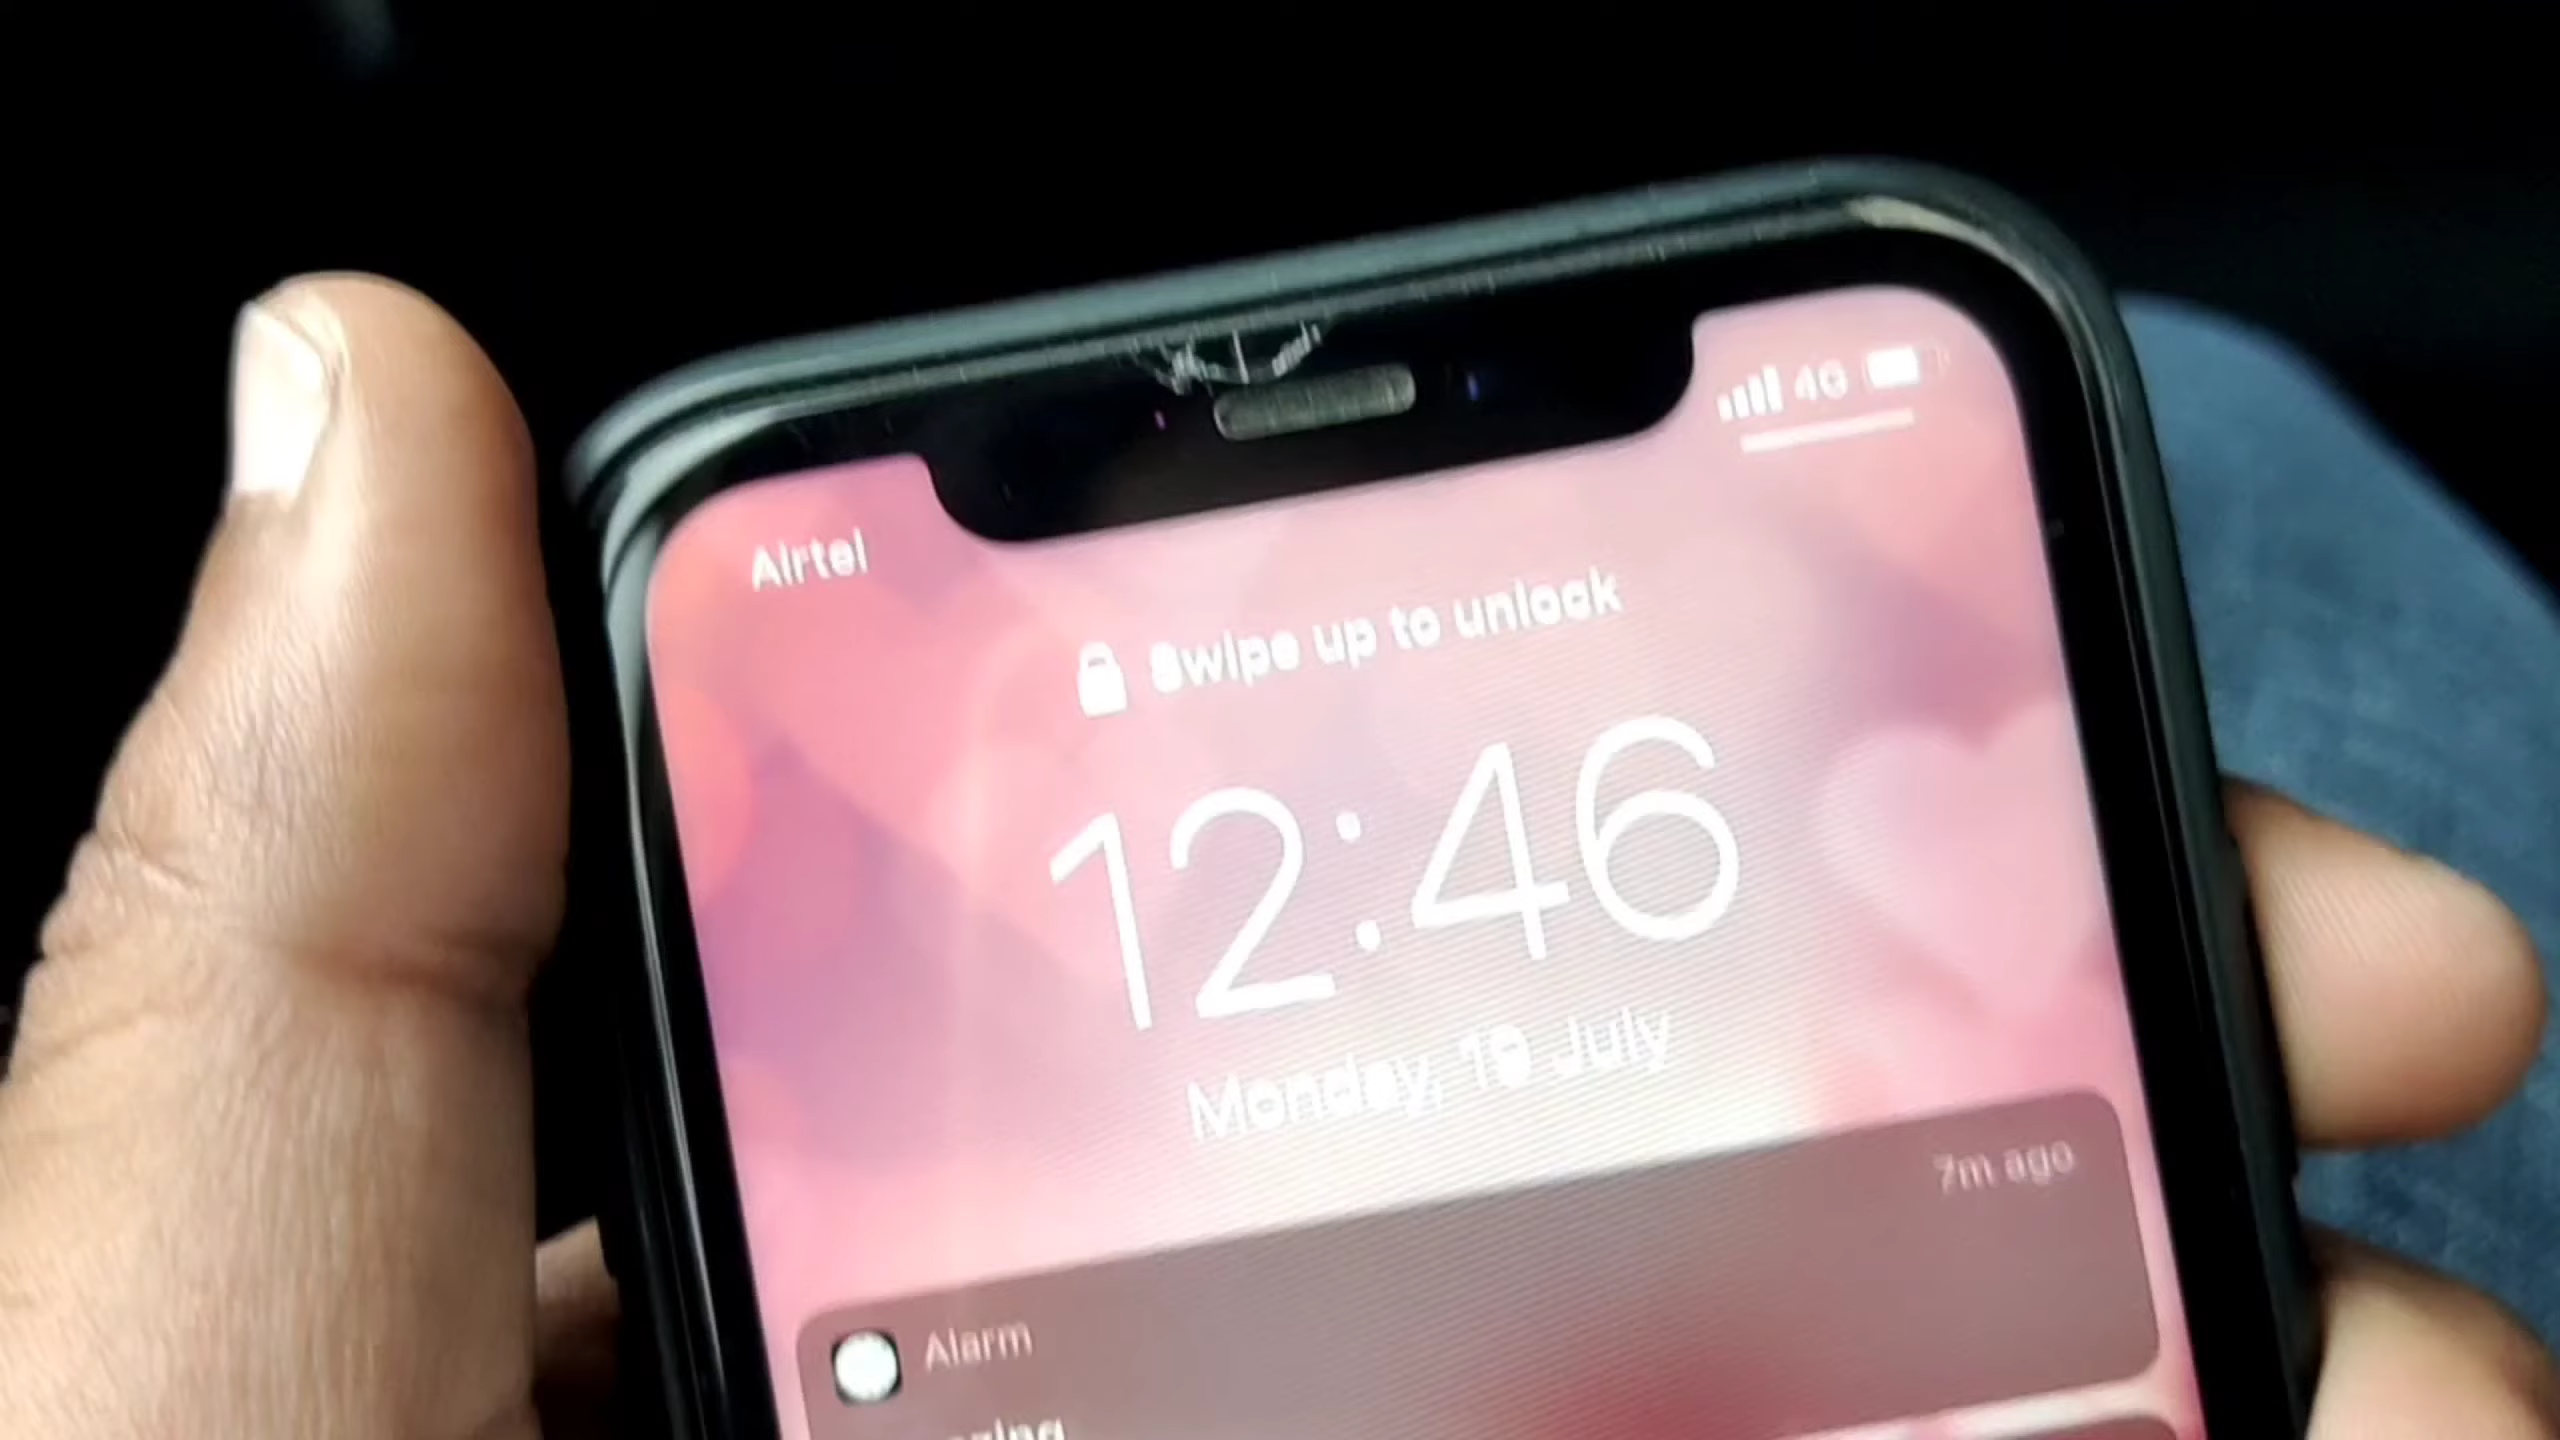 Airtel
4G
Swipe up to unlock
12:46
Monday, 19 July
7m ago
Alarm